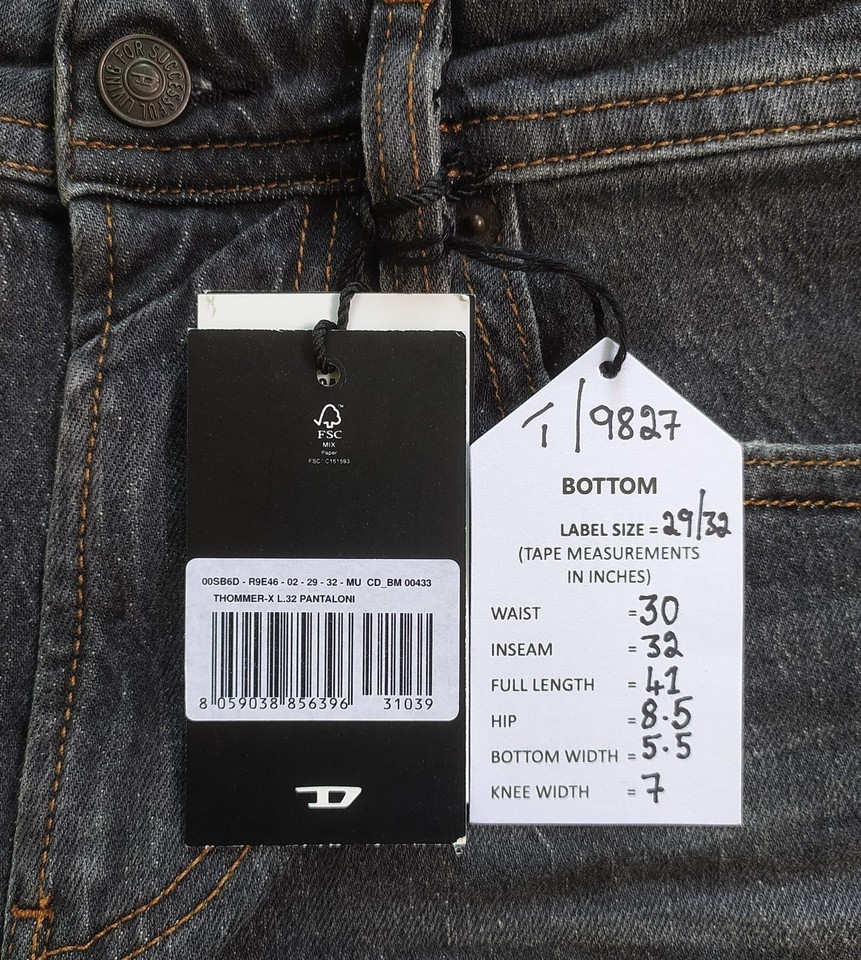 FOR SUCCESSFUL LIVING
D
FSC™
MIX
Paper
FSC® C151593
00SB6D - R9E46 - 02 - 29 - 32 - MU CD_BM 00433
THOMMER-X L.32 PANTALONI
8 059038 856396 31039
D
T/9827
BOTTOM
LABEL SIZE = 29/32
(TAPE MEASUREMENTS
IN INCHES)
WAIST =30
INSEAM =32
FULL LENGTH =41
HIP =8.5
BOTTOM WIDTH =5.5
KNEE WIDTH =7